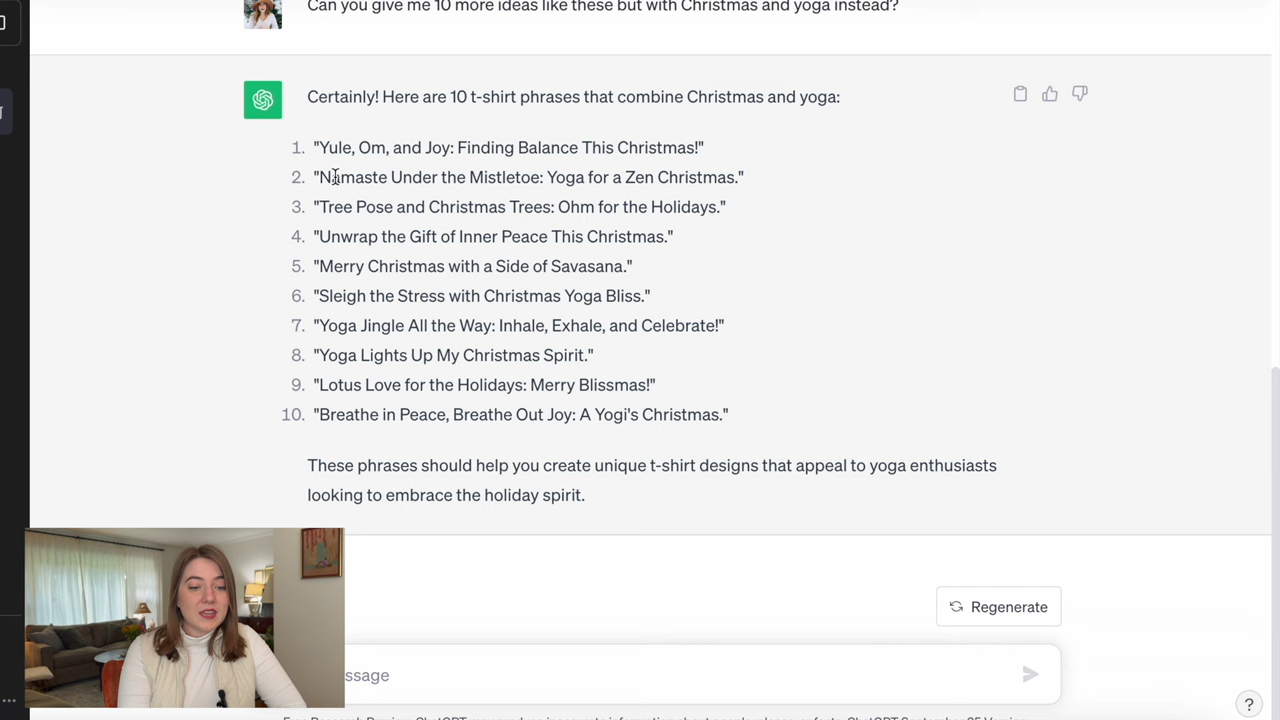 Can you give me 10 more ideas like these but with Christmas and yoga instead?
Certainly! Here are 10 t-shirt phrases that combine Christmas and yoga:
1. "Yule, Om, and Joy: Finding Balance This Christmas!"
2. "Namaste Under the Mistletoe: Yoga for a Zen Christmas."
3. "Tree Pose and Christmas Trees: Ohm for the Holidays."
4. "Unwrap the Gift of Inner Peace This Christmas."
5. "Merry Christmas with a Side of Savasana."
6. "Sleigh the Stress with Christmas Yoga Bliss."
7. "Yoga Jingle All the Way: Inhale, Exhale, and Celebrate!"
8. "Yoga Lights Up My Christmas Spirit."
9. "Lotus Love for the Holidays: Merry Blissmas!"
10. "Breathe in Peace, Breathe Out Joy: A Yogi's Christmas."
These phrases should help you create unique t-shirt designs that appeal to yoga enthusiasts
looking to embrace the holiday spirit.
Regenerate
ssage
?